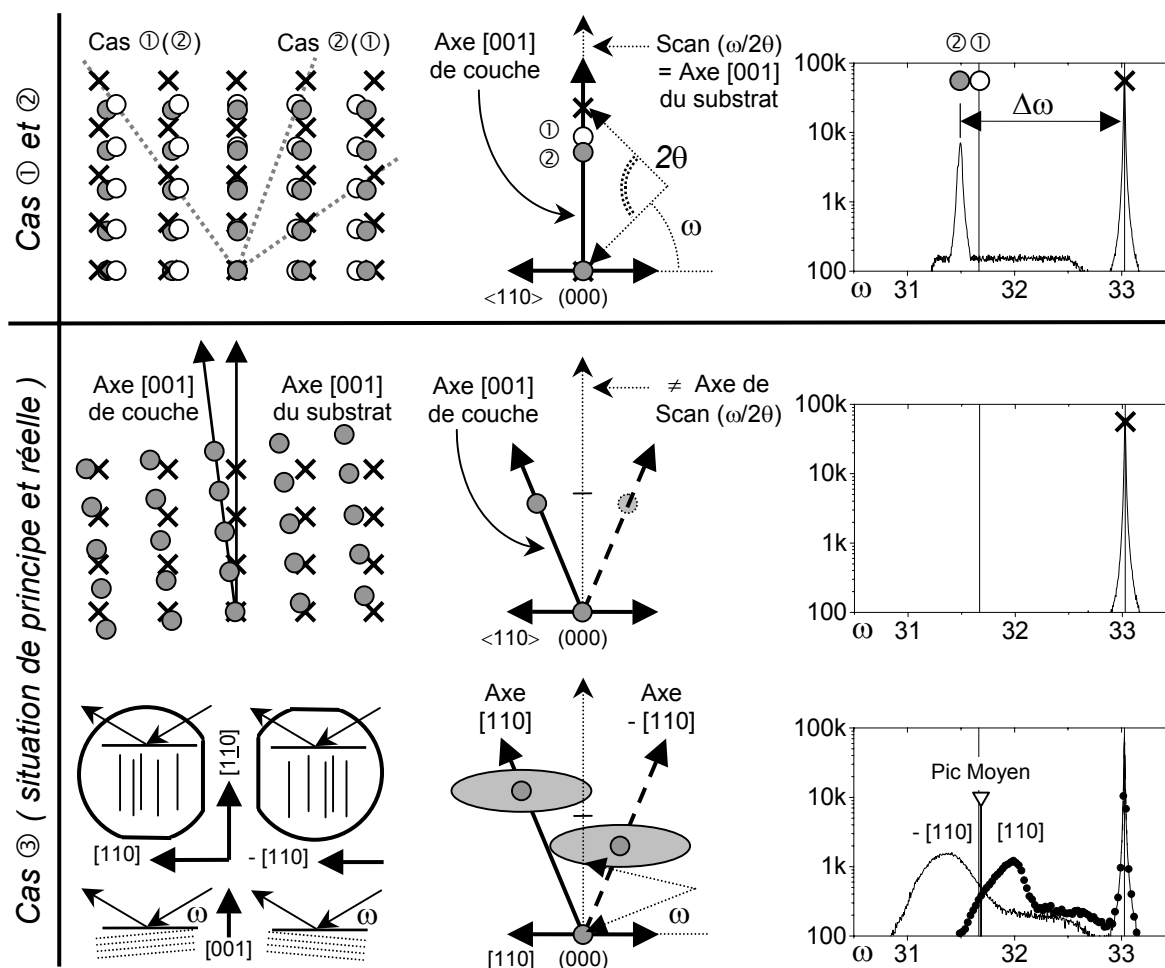 Cas ① et ②
Cas ①(②)
Cas ②(①)
Axe [001]
de couche
Scan (ω/2θ)
= Axe [001]
du substrat
①
②
2θ
ω
<110> (000)
② ①
100k
10k
1k
100
Δω
ω 31 32 33
Cas ③ ( situation de principe et réelle )
Axe [001]
de couche
Axe [001]
du substrat
Axe [001]
de couche
≠ Axe de
Scan (ω/2θ)
<110> (000)
100k
10k
1k
100
ω 31 32 33
[110]
[110]
- [110]
ω
ω
[001]
Axe
[110]
Axe
- [110]
ω
[110] (000)
100k
10k
1k
100
Pic Moyen
- [110] [110]
ω 31 32 33